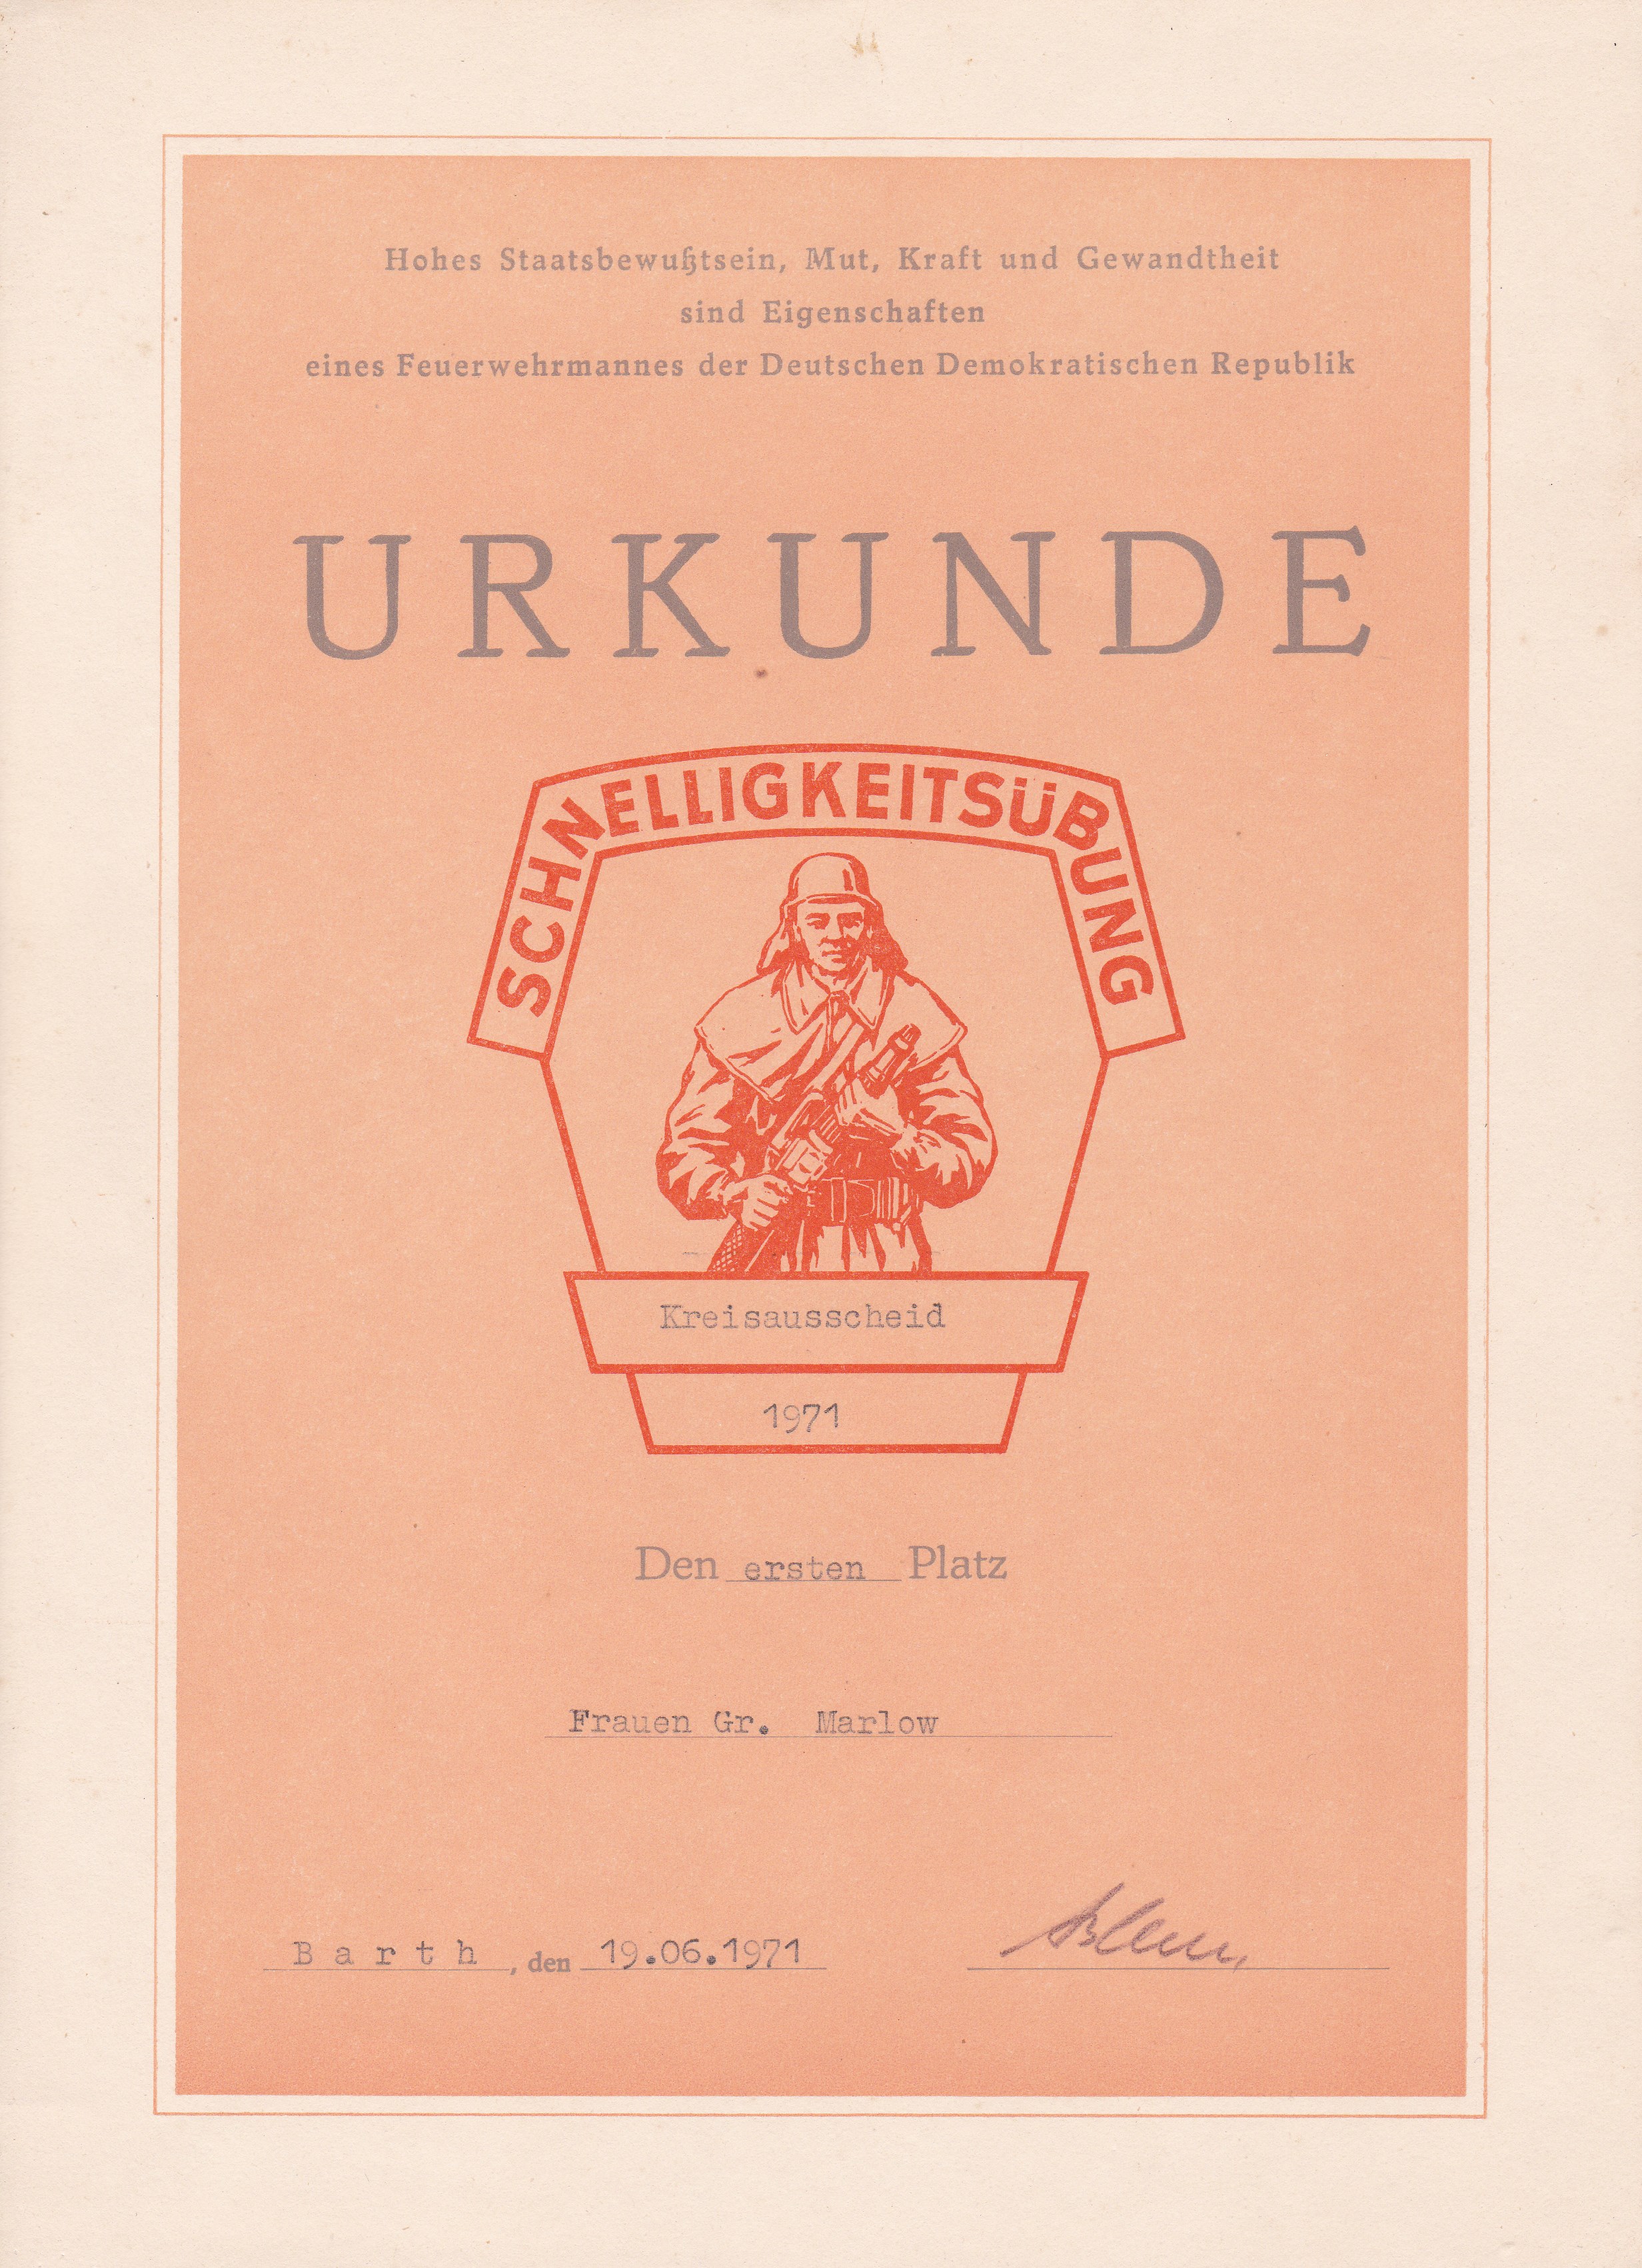 Hohes Staatsbewußtsein, Mut, Kraft und Gewandtheit
sind Eigenschaften
eines Feuerwehrmannes der Deutschen Demokratischen Republik
URKUNDE
SCHNELLIGKEITSÜBUNG
Kreisausscheid
1971
Den ersten Platz
Frauen Gr. Marlow
Barth, den 19.06.1971